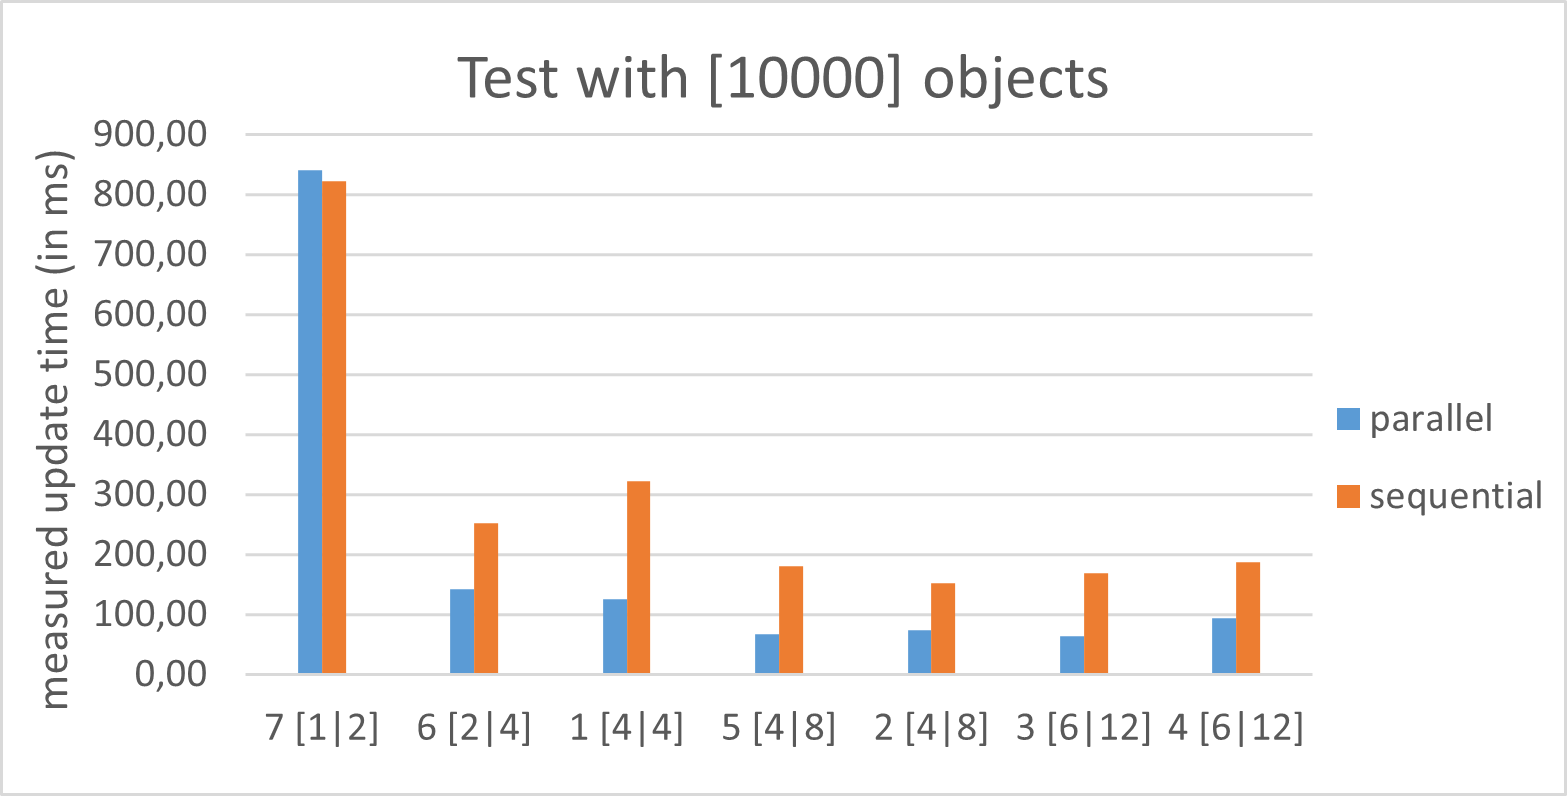 Test with [10000] objects
measured update time (in ms)
900,00
800,00
700,00
600,00
500,00
400,00
300,00
200,00
100,00
0,00
7 [1|2] 6 [2|4] 1 [4|4] 5 [4|8] 2 [4|8] 3 [6|12] 4 [6|12]
parallel
sequential